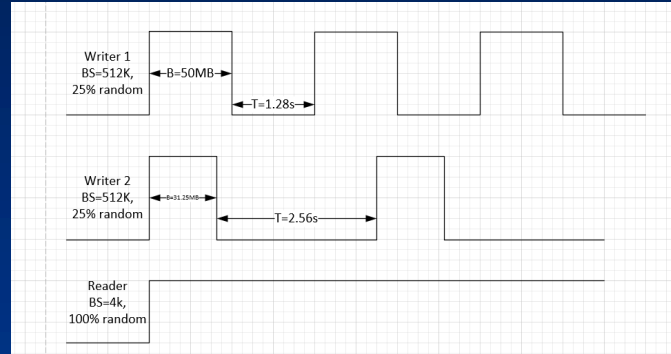 Writer 1
BS=512K,
25% random
B=50MB
T=1.28s
Writer 2
BS=512K,
25% random
B=31.25MB
T=2.56s
Reader
BS=4k,
100% random